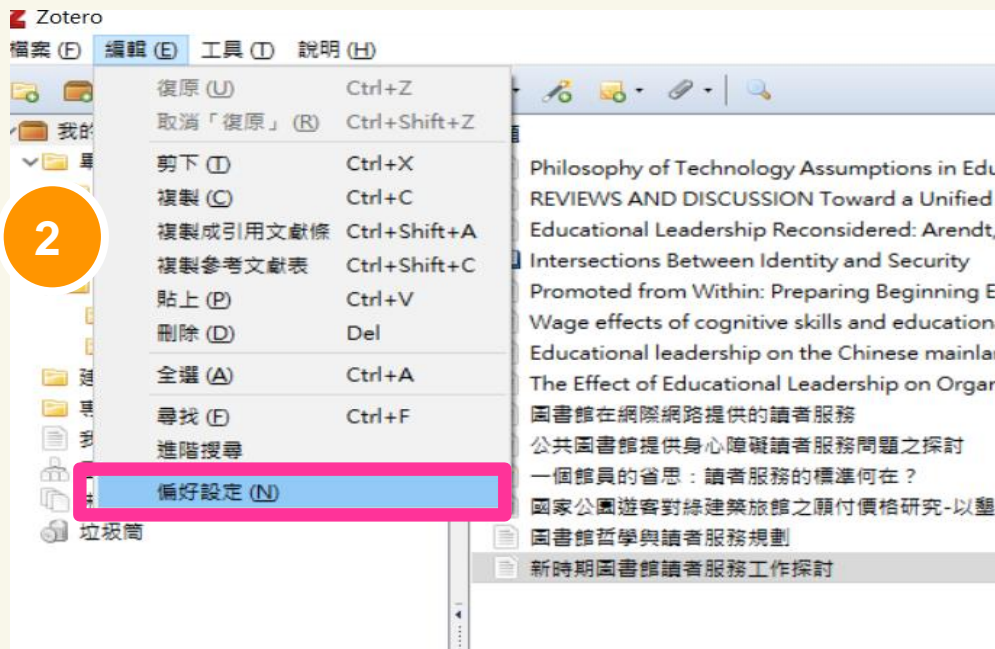 Zotero
檔案 (F) 編輯 (E) 工具 (T) 說明 (H)
復原 (U) Ctrl+Z
取消「復原」 (R) Ctrl+Shift+Z
剪下 (T) Ctrl+X
複製 (C) Ctrl+C
複製成引用文獻條 Ctrl+Shift+A
複製參考文獻表 Ctrl+Shift+C
貼上 (P) Ctrl+V
刪除 (D) Del
全選 (A) Ctrl+A
尋找 (F) Ctrl+F
進階搜尋
偏好設定 (N)
2
我的
垃圾筒
Philosophy of Technology Assumptions in Edu
REVIEWS AND DISCUSSION Toward a Unified
Educational Leadership Reconsidered: Arendt,
Intersections Between Identity and Security
Promoted from Within: Preparing Beginning E
Wage effects of cognitive skills and education
Educational leadership on the Chinese mainla
The Effect of Educational Leadership on Organ
圖書館在網際網路提供的讀者服務
公共圖書館提供身心障礙讀者服務問題之探討
一個館員的省思：讀者服務的標準何在？
國家公園遊客對綠建築旅館之願付價格研究-以墾
圖書館哲學與讀者服務規劃
新時期圖書館讀者服務工作探討